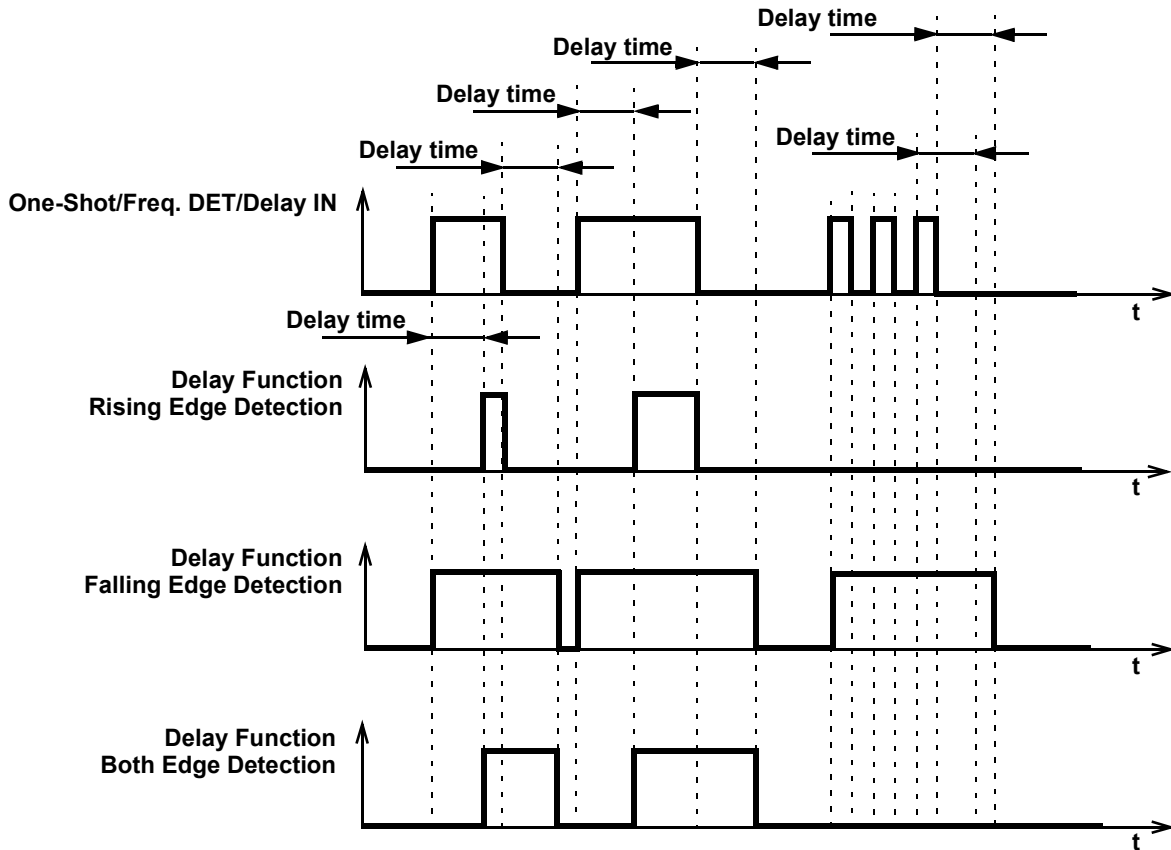 Delay time
Delay time
Delay time
Delay time
Delay time
One-Shot/Freq. DET/Delay IN
t
Delay time
Delay Function
Rising Edge Detection
t
Delay Function
Falling Edge Detection
t
Delay Function
Both Edge Detection
t